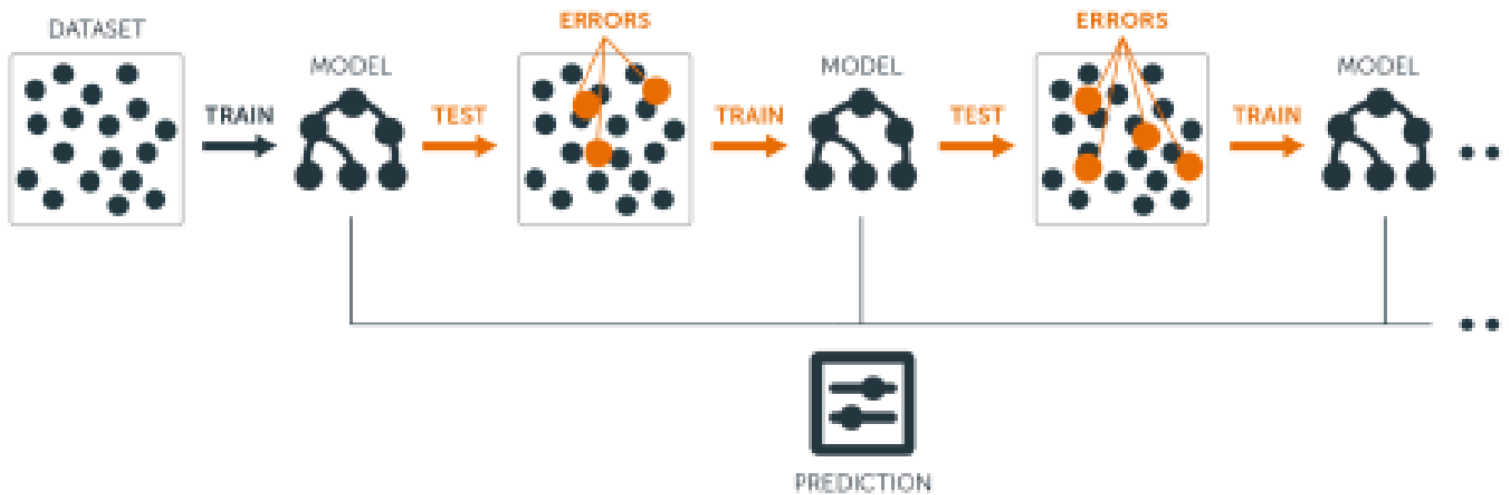 DATASET
MODEL
ERRORS
MODEL
ERRORS
MODEL
TRAIN
TEST
TRAIN
TEST
TRAIN
PREDICTION